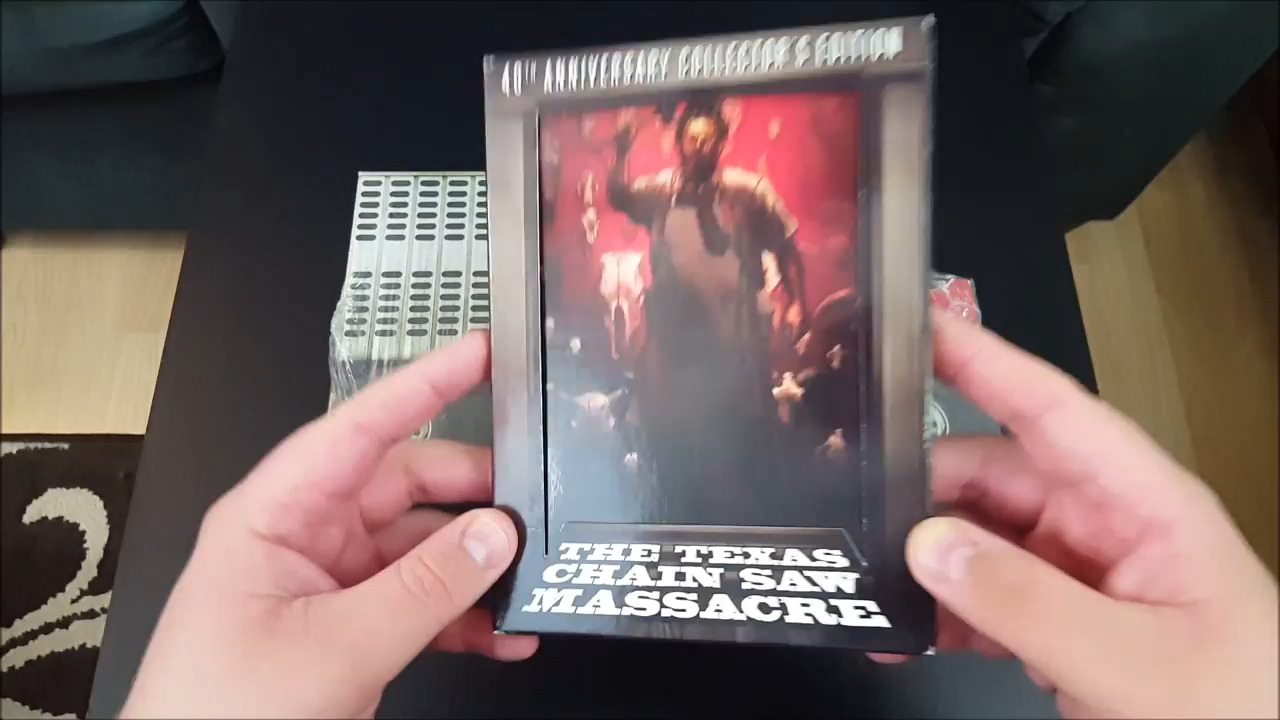 40TH ANNIVERSARY COLLECTOR'S EDITION
THE TEXAS
CHAIN SAW
MASSACRE